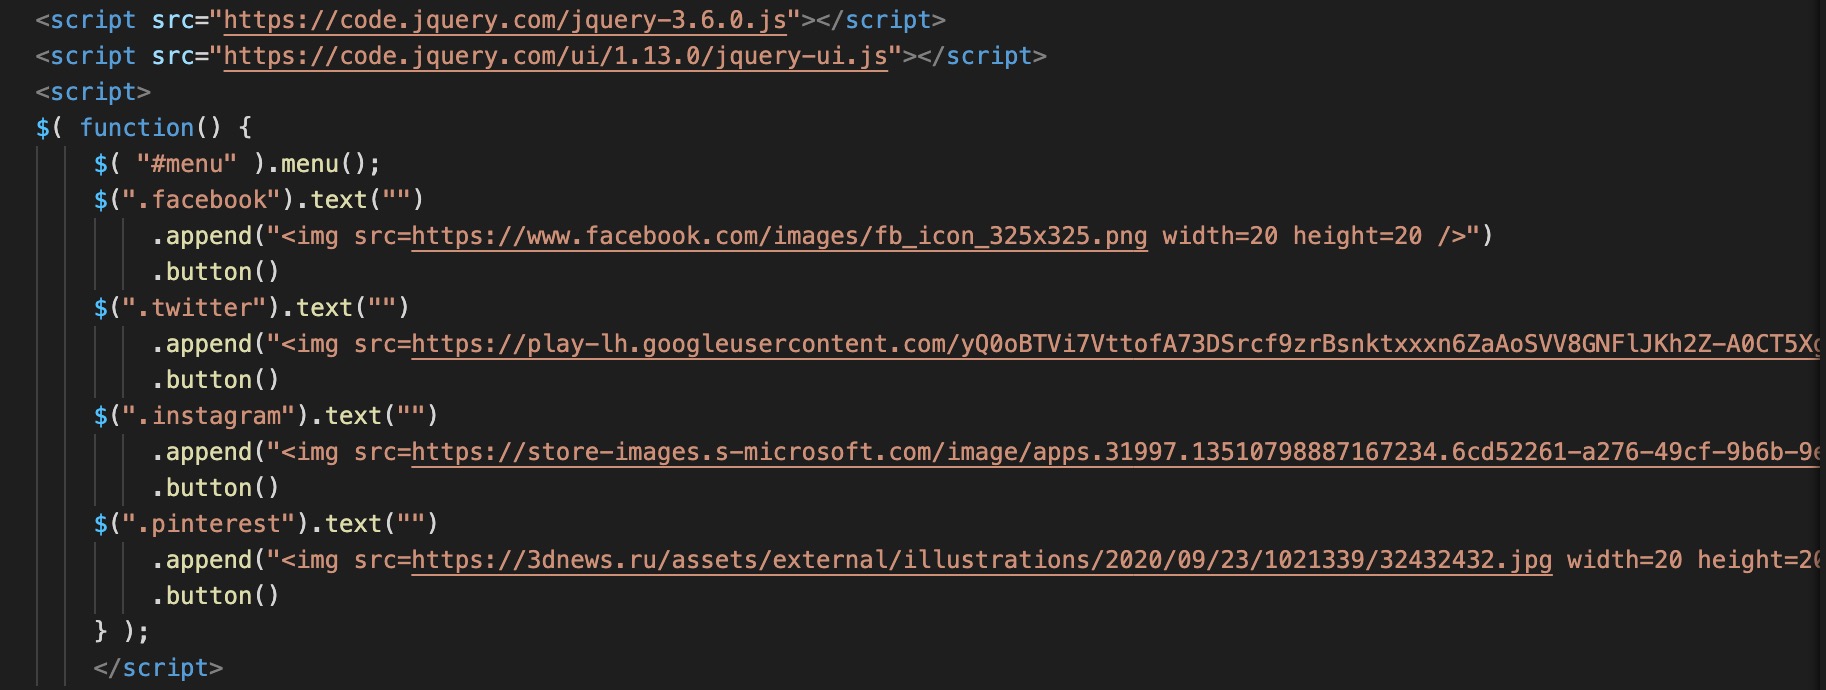 <script src="https://code.jquery.com/jquery-3.6.0.js"></script>
<script src="https://code.jquery.com/ui/1.13.0/jquery-ui.js"></script>
<script>
$( function() {
$( "#menu" ).menu();
$(".facebook").text("")
.append("<img src=https://www.facebook.com/images/fb_icon_325x325.png width=20 height=20 />")
.button()
$(".twitter").text("")
.append("<img src=https://play-lh.googleusercontent.com/yQ0oBTVi7VttofA73DSrcf9zrBsnktxxxn6ZaAoSVV8GNFlJKh2Z-A0CT5X
.button()
$(".instagram").text("")
.append("<img src=https://store-images.s-microsoft.com/image/apps.31997.13510798887167234.6cd52261-a276-49cf-9b6b-9
.button()
$(".pinterest").text("")
.append("<img src=https://3dnews.ru/assets/external/illustrations/2020/09/23/1021339/32432432.jpg width=20 height=20
.button()
} );
</script>